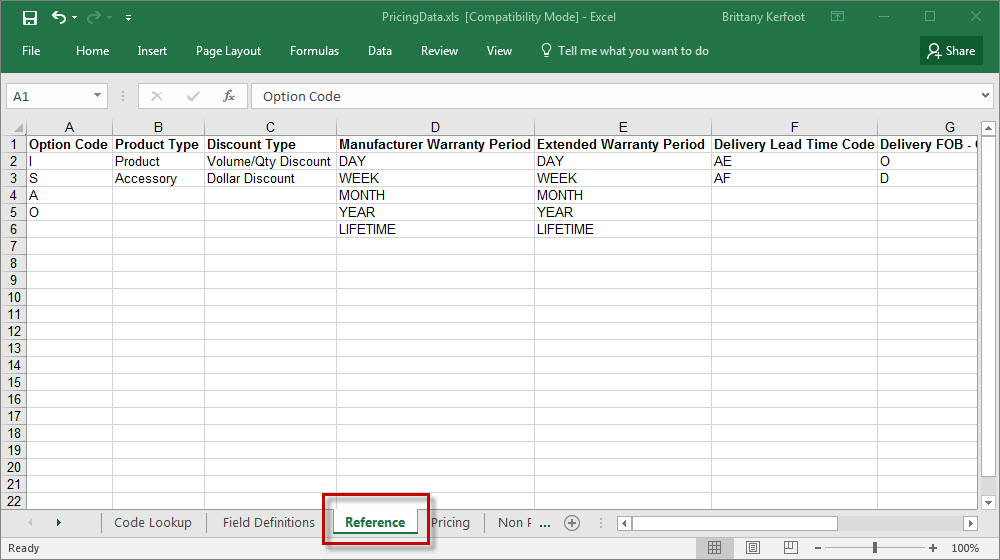 PricingData.xls [Compatibility Mode] - Excel
Brittany Kerfoot
File Home Insert Page Layout Formulas Data Review View Tell me what you want to do Share
A1 fx Option Code
A B C D E F G
1 Option Code Product Type Discount Type Manufacturer Warranty Period Extended Warranty Period Delivery Lead Time Code Delivery FOB -
2 I Product Volume/Qty Discount DAY DAY AE O
3 S Accessory Dollar Discount WEEK WEEK AF D
4 A MONTH MONTH
5 O YEAR YEAR
6 LIFETIME LIFETIME
7
8
9
10
11
12
13
14
15
16
17
18
19
20
21
22
Code Lookup Field Definitions Reference Pricing Non ...
Ready 100%